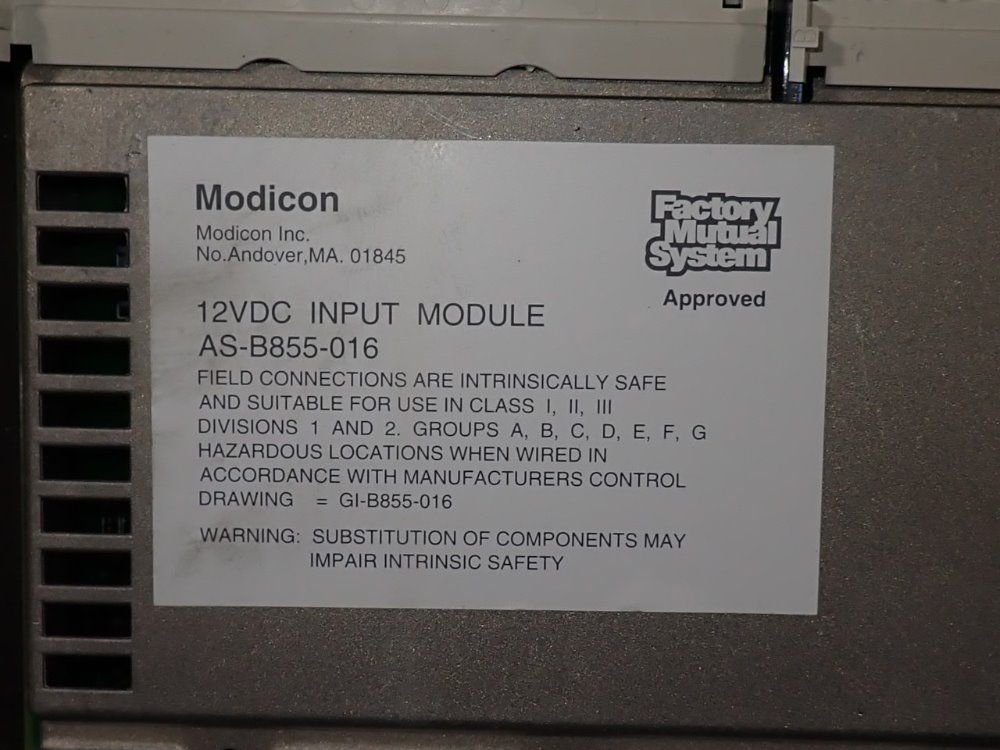 Modicon
Modicon Inc.
No.Andover,MA. 01845
Factory
Mutual
System
Approved
12VDC INPUT MODULE
AS-B855-016
FIELD CONNECTIONS ARE INTRINSICALLY SAFE
AND SUITABLE FOR USE IN CLASS I, II, III
DIVISIONS 1 AND 2. GROUPS A, B, C, D, E, F, G
HAZARDOUS LOCATIONS WHEN WIRED IN
ACCORDANCE WITH MANUFACTURERS CONTROL
DRAWING = GI-B855-016
WARNING: SUBSTITUTION OF COMPONENTS MAY
IMPAIR INTRINSIC SAFETY